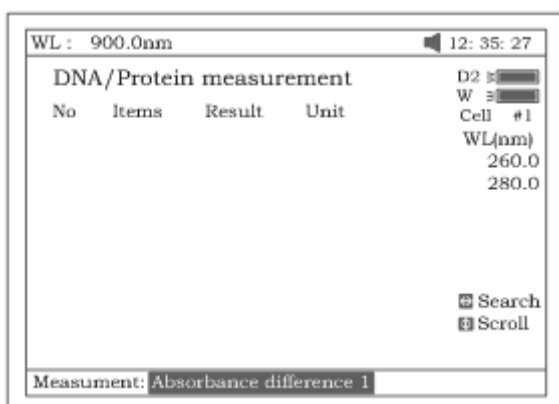 WL : 900.0nm 12: 35: 27
DNA/Protein measurement
No Items Result Unit
D2
W
Cell #1
WL(nm)
260.0
280.0
Search
Scroll
Measument: Absorbance difference 1